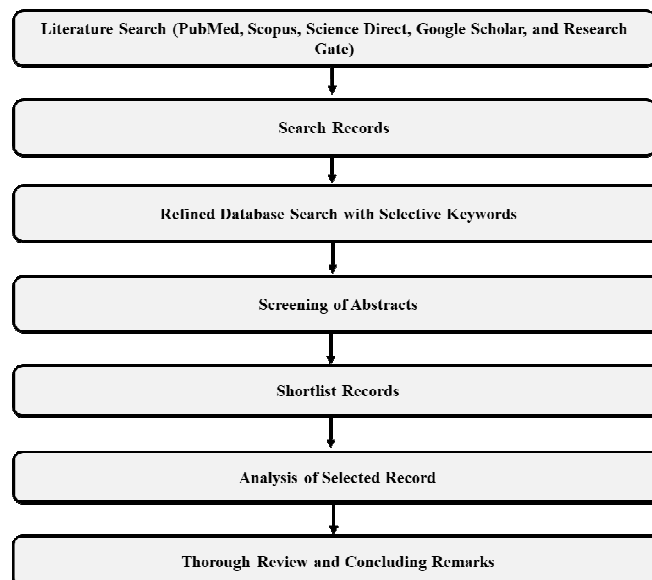 Literature Search (PubMed, Scopus, Science Direct, Google Scholar, and Research
Gate)
Search Records
Refined Database Search with Selective Keywords
Screening of Abstracts
Shortlist Records
Analysis of Selected Record
Thorough Review and Concluding Remarks